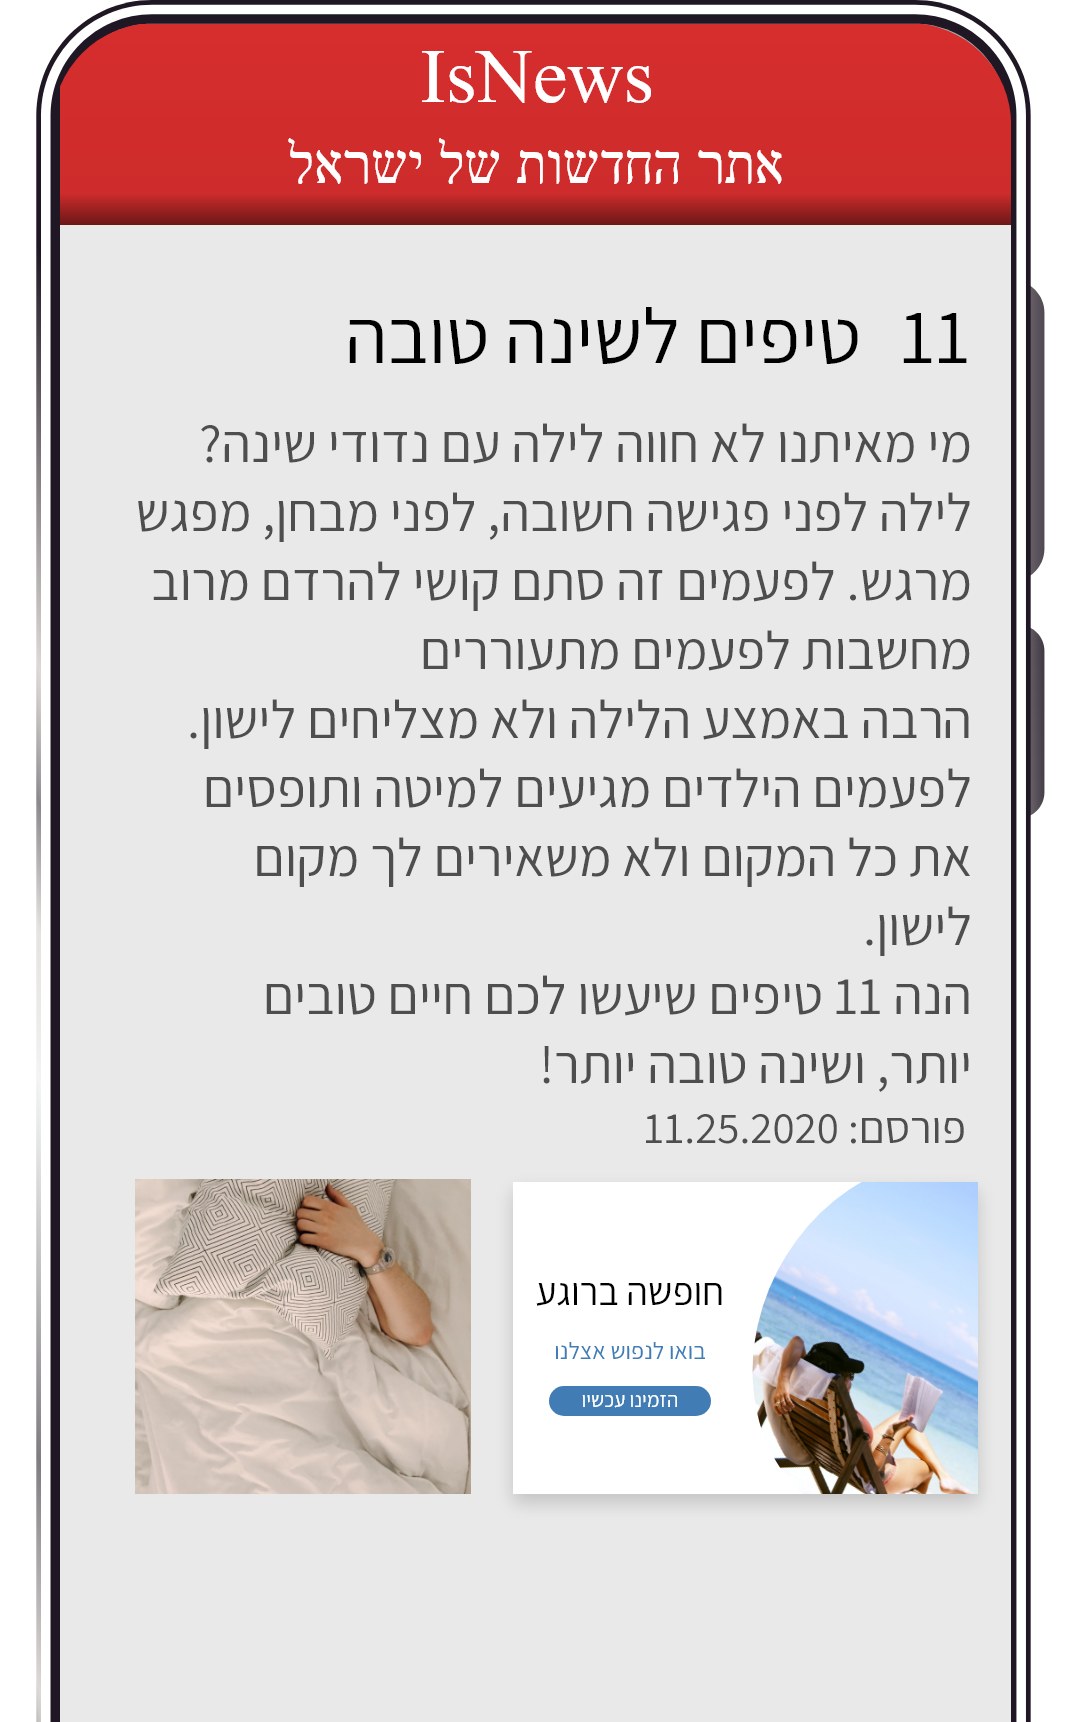 IsNews
אתר החדשות של ישראל
11 טיפים לשינה טובה
מי מאיתנו לא חווה לילה עם נדודי שינה?
לילה לפני פגישה חשובה, לפני מבחן, מפגש
מרגש. לפעמים זה סתם קושי להרדם מרוב
מחשבות לפעמים מתעוררים
הרבה באמצע הלילה ולא מצליחים לישון.
לפעמים הילדים מגיעים למיטה ותופסים
את כל המקום ולא משאירים לך מקום
לישון.
הנה 11 טיפים שיעשו לכם חיים טובים
יותר, ושינה טובה יותר!
פורסם: 11.25.2020
חופשה ברוגע
בואו לנפוש אצלנו
הזמינו עכשיו